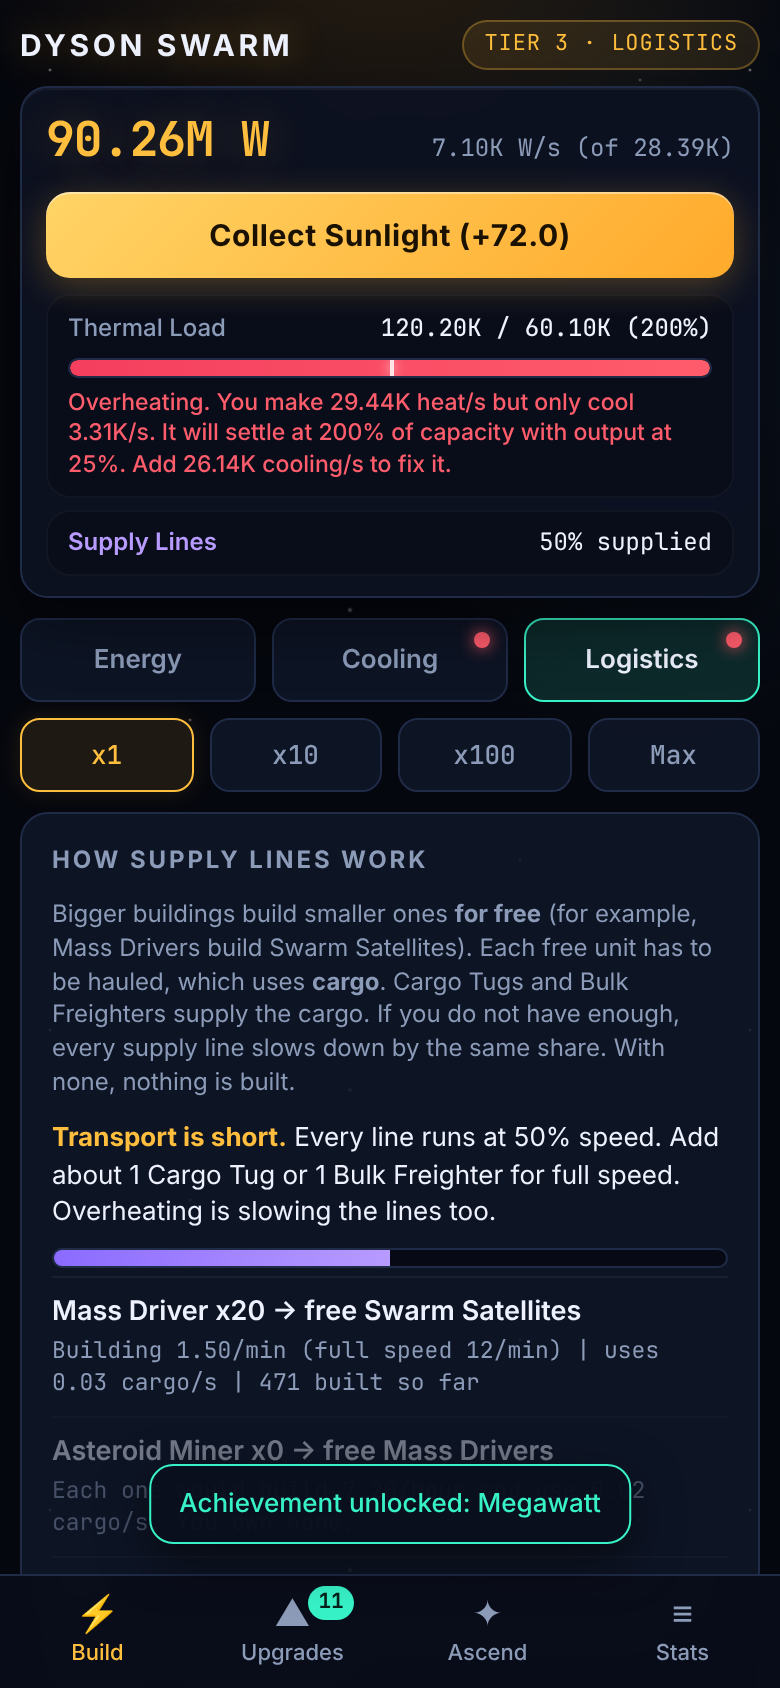 DYSON SWARM
TIER 3 · LOGISTICS
90.26M W
7.10K W/s (of 28.39K)
Collect Sunlight (+72.0)
Thermal Load
120.20K / 60.10K (200%)
Overheating. You make 29.44K heat/s but only cool
3.31K/s. It will settle at 200% of capacity with output at
25%. Add 26.14K cooling/s to fix it.
Supply Lines
50% supplied
Energy
Cooling
Logistics
x1
x10
x100
Max
HOW SUPPLY LINES WORK
Bigger buildings build smaller ones for free (for example,
Mass Drivers build Swarm Satellites). Each free unit has to
be hauled, which uses cargo. Cargo Tugs and Bulk
Freighters supply the cargo. If you do not have enough,
every supply line slows down by the same share. With
none, nothing is built.
Transport is short. Every line runs at 50% speed. Add
about 1 Cargo Tug or 1 Bulk Freighter for full speed.
Overheating is slowing the lines too.
Mass Driver x20 → free Swarm Satellites
Building 1.50/min (full speed 12/min) | uses
0.03 cargo/s | 471 built so far
Asteroid Miner x0 → free Mass Drivers
Each
cargo/s
Achievement unlocked: Megawatt
Build
11
Upgrades
Ascend
Stats